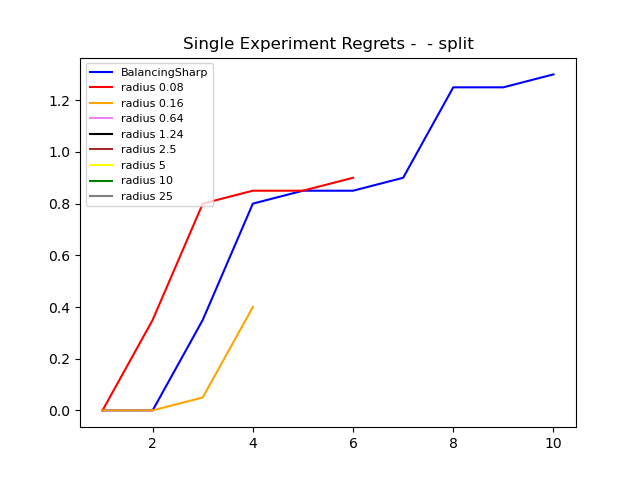 Single Experiment Regrets -  - split
BalancingSharp
radius 0.08
radius 0.16
radius 0.64
radius 1.24
radius 2.5
radius 5
radius 10
radius 25
1.2
1.0
0.8
0.6
0.4
0.2
0.0
2 4 6 8 10